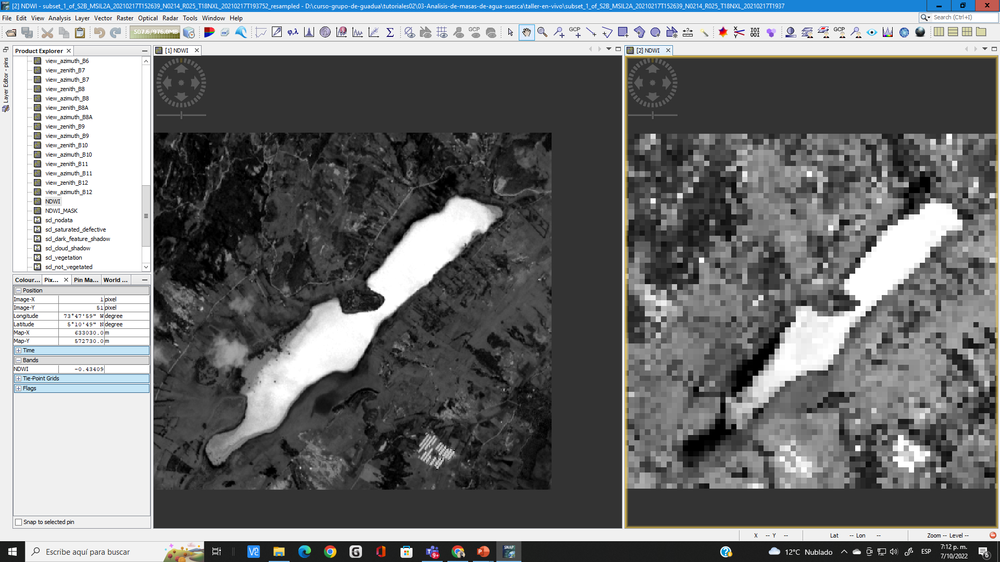 [2] NDWI - subset_1_of_S2B_MSIL2A_20210217T152639_N0214_R025_T18NXL_20210217T193752_resampled - D:\curso-grupo-de-guadua\tutoriales02\03-Analisis-de-masas-de-agua-suesca\taller-en-vivo\subset_1_of_S2B_MSIL2A_20210217T152639_N0214_R025_T18NXL_20210217T1937
File Edit View Analysis Layer Vector Raster Optical Radar Tools Window Help
Search (Ctrl+I)
507.6/976.0MB
φ,λ
GCP
GCP
GCP
Product Explorer
[1] NDWI
[2] NDWI
Layer Editor - pins
view_azimuth_B6
view_zenith_B7
view_azimuth_B7
view_zenith_B8
view_azimuth_B8
view_zenith_B8A
view_azimuth_B8A
view_zenith_B9
view_azimuth_B9
view_zenith_B10
view_azimuth_B10
view_zenith_B11
view_azimuth_B11
view_zenith_B12
view_azimuth_B12
NDWI
NDWI_MASK
scl_nodata
scl_saturated_defective
scl_dark_feature_shadow
scl_cloud_shadow
scl_vegetation
scl_not_vegetated
Colour... Pix... Pin Ma... World ...
Position
Image-X 1 pixel
Image-Y 51 pixel
Longitude 73°47'59" W degree
Latitude 5°10'49" N degree
Map-X 633030.0 m
Map-Y 572730.0 m
Time
Bands
NDWI -0.43409
Tie-Point Grids
Flags
Snap to selected pin
X -- Y -- Lat -- Lon -- Zoom -- Level --
Escribe aquí para buscar
9+
SNAP
12°C Nublado
ESP
7:12 p. m.
7/10/2022
6